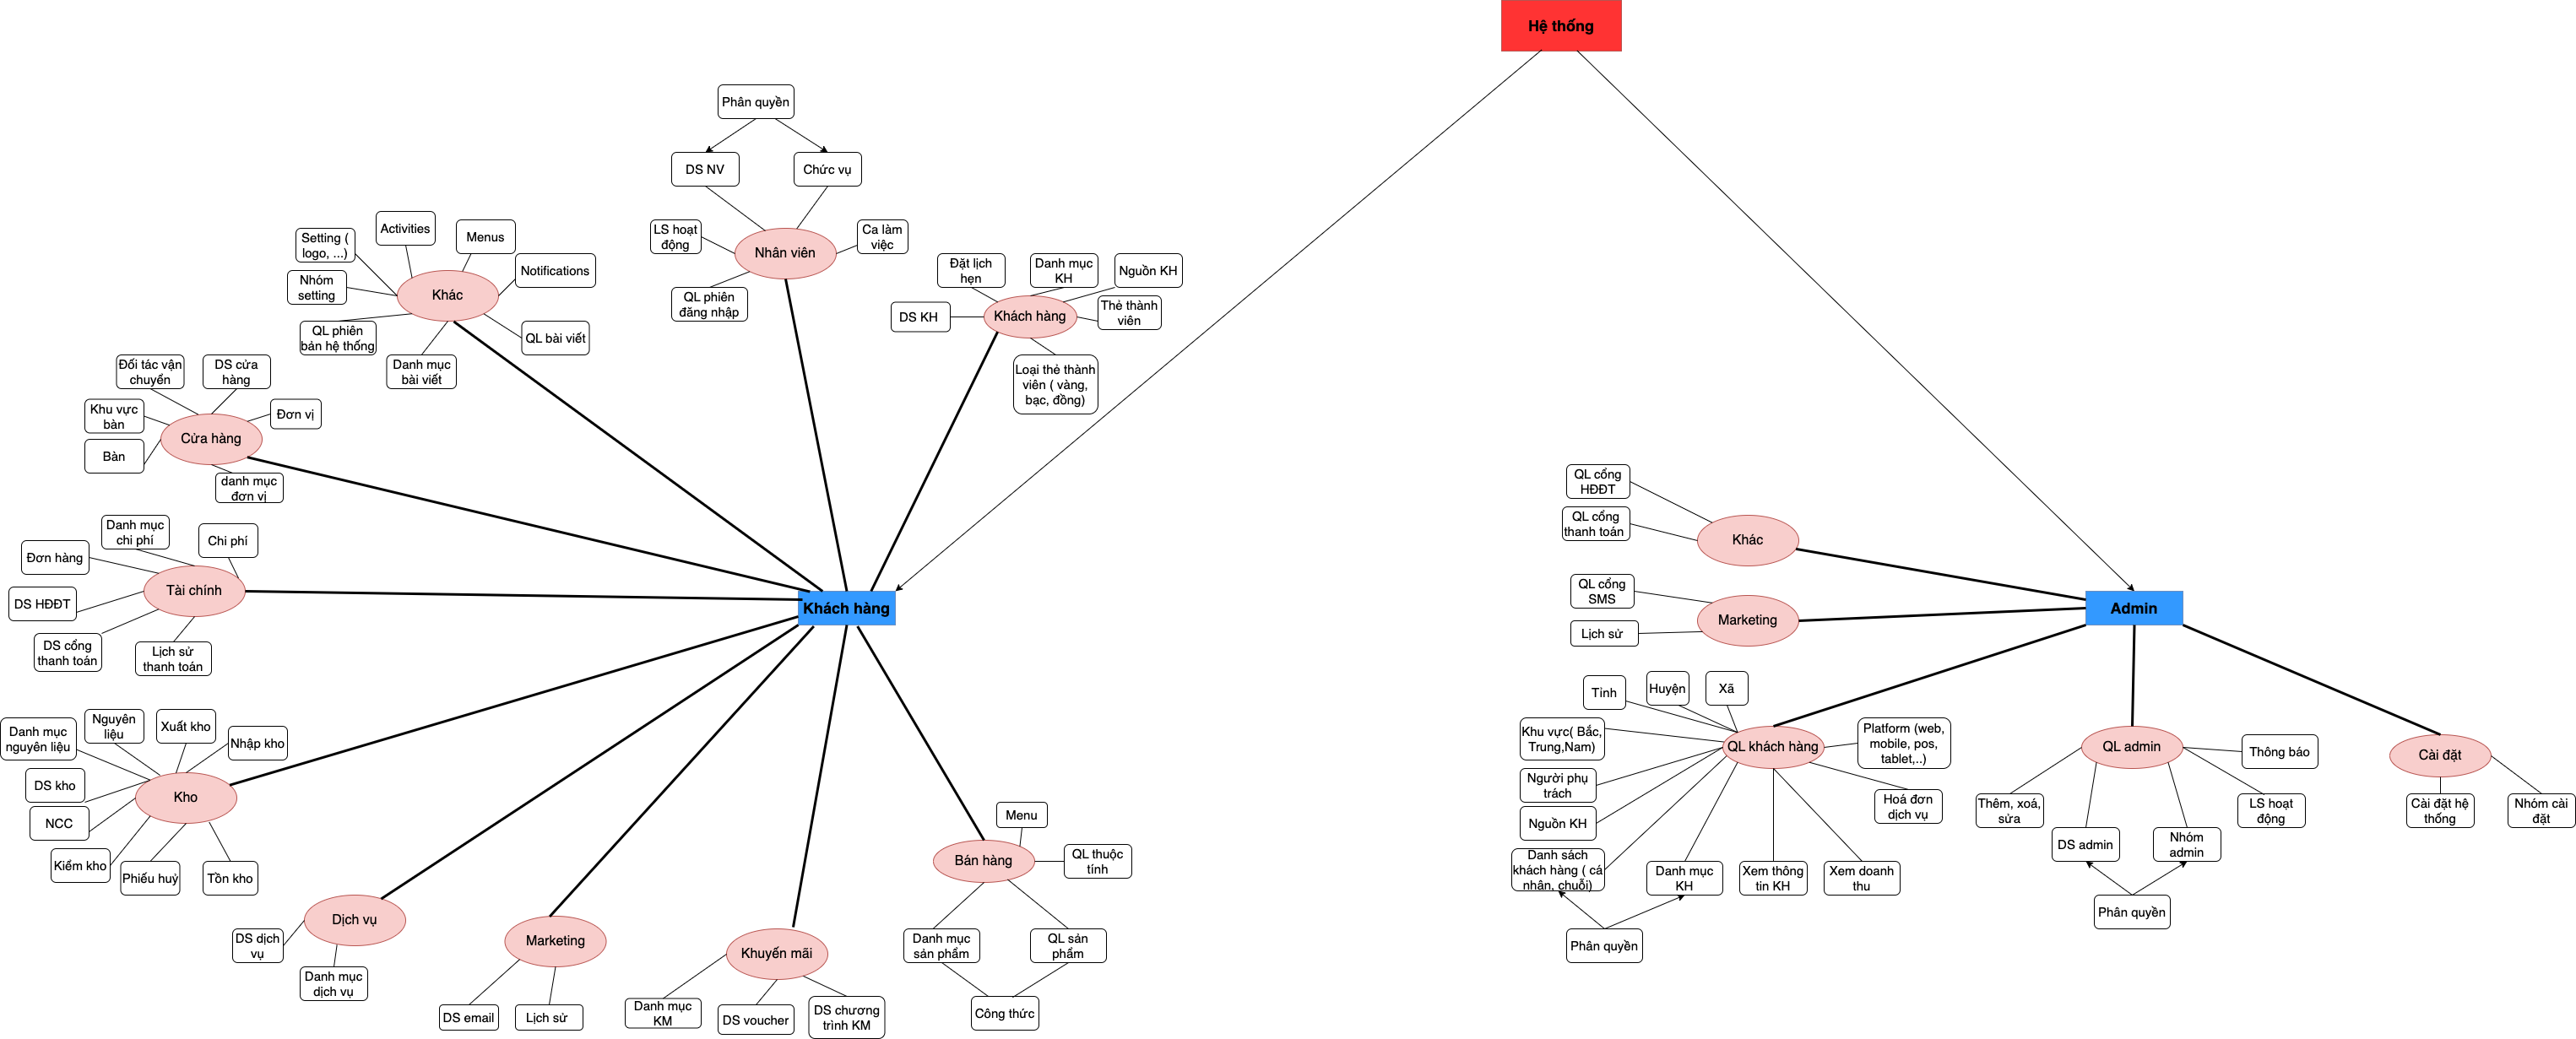 Hệ thống
Phân quyền
DS NV
Chức vụ
LS hoạt
động
Ca làm
việc
Nhân viên
QL phiên
đăng nhập
Activities
Setting (
logo, ...)
Menus
Notifications
Nhóm
setting
Khác
QL phiên
bản hệ thống
QL bài viết
Danh mục
bài viết
Đặt lịch
hẹn
Danh mục
KH
Nguồn KH
DS KH
Khách hàng
Thẻ thành
viên
Loại thẻ thành
viên ( vàng,
bạc, đồng)
Đối tác vận
chuyển
DS cửa
hàng
Khu vực
bàn
Đơn vị
Cửa hàng
Bàn
danh mục
đơn vị
Danh mục
chi phí
Chi phí
Đơn hàng
Tài chính
DS HĐĐT
DS cổng
thanh toán
Lịch sử
thanh toán
Khách hàng
Danh mục
nguyên liệu
Nguyên
liệu
Xuất kho
Nhập kho
DS kho
Kho
NCC
Kiểm kho
Phiếu huỷ
Tồn kho
Dịch vụ
DS dịch
vụ
Danh mục
dịch vụ
Marketing
DS email
Lịch sử
Khuyến mãi
Danh mục
KM
DS voucher
DS chương
trình KM
Menu
Bán hàng
QL thuộc
tính
Danh mục
sản phẩm
QL sản
phẩm
Công thức
QL cổng
HĐĐT
QL cổng
thanh toán
Khác
QL cổng
SMS
Marketing
Lịch sử
Admin
Tỉnh
Huyện
Xã
Khu vực( Bắc,
Trung,Nam)
QL khách hàng
Platform (web,
mobile, pos,
tablet,..)
Người phụ
trách
Nguồn KH
Hoá đơn
dịch vụ
Danh sách
khách hàng ( cá
nhân, chuỗi)
Danh mục
KH
Xem thông
tin KH
Xem doanh
thu
Phân quyền
QL admin
Thông báo
Thêm, xoá,
sửa
LS hoạt
động
DS admin
Nhóm
admin
Phân quyền
Cài đặt
Cài đặt hệ
thống
Nhóm cài
đặt